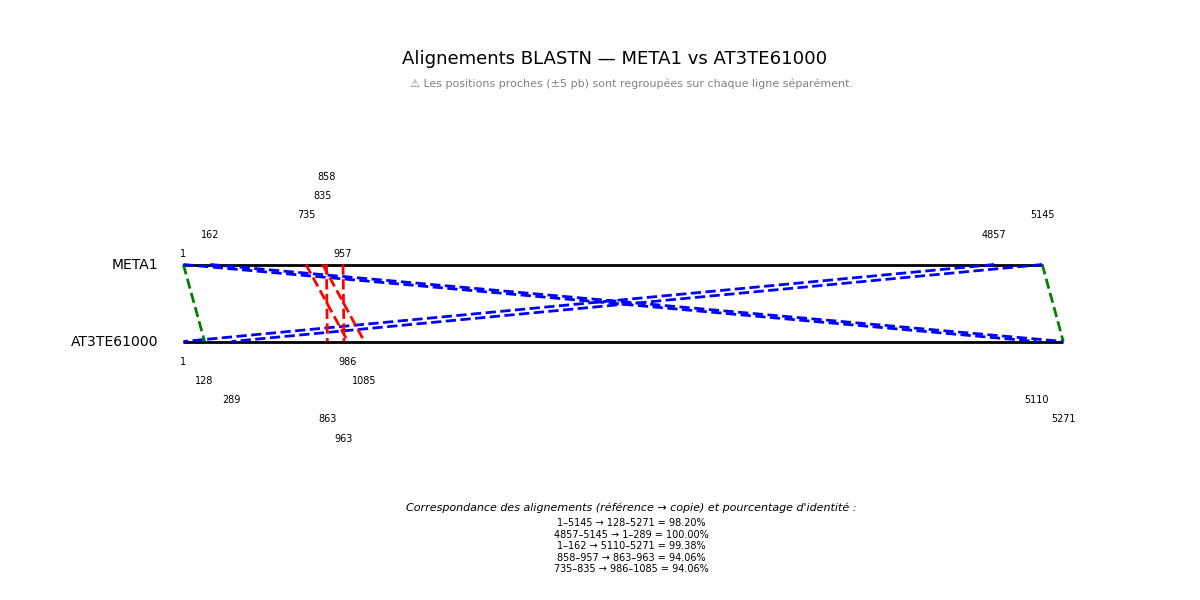 Alignements BLASTN — META1 vs AT3TE61000
⚠ Les positions proches (±5 pb) sont regroupées sur chaque ligne séparément.
858
835
735 5145
162 4857
1 957
META1
AT3TE61000
1 986
128 1085
289 5110
863 5271
963
Correspondance des alignements (référence → copie) et pourcentage d'identité :
1–5145 → 128–5271 = 98.20%
4857–5145 → 1–289 = 100.00%
1–162 → 5110–5271 = 99.38%
858–957 → 863–963 = 94.06%
735–835 → 986–1085 = 94.06%